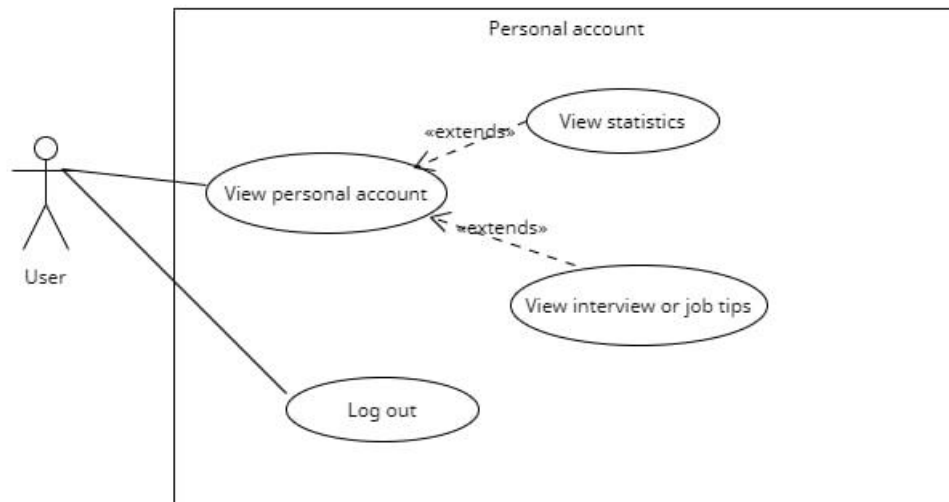 Personal account
View statistics
«extends»
View personal account
«extends»
User
View interview or job tips
Log out